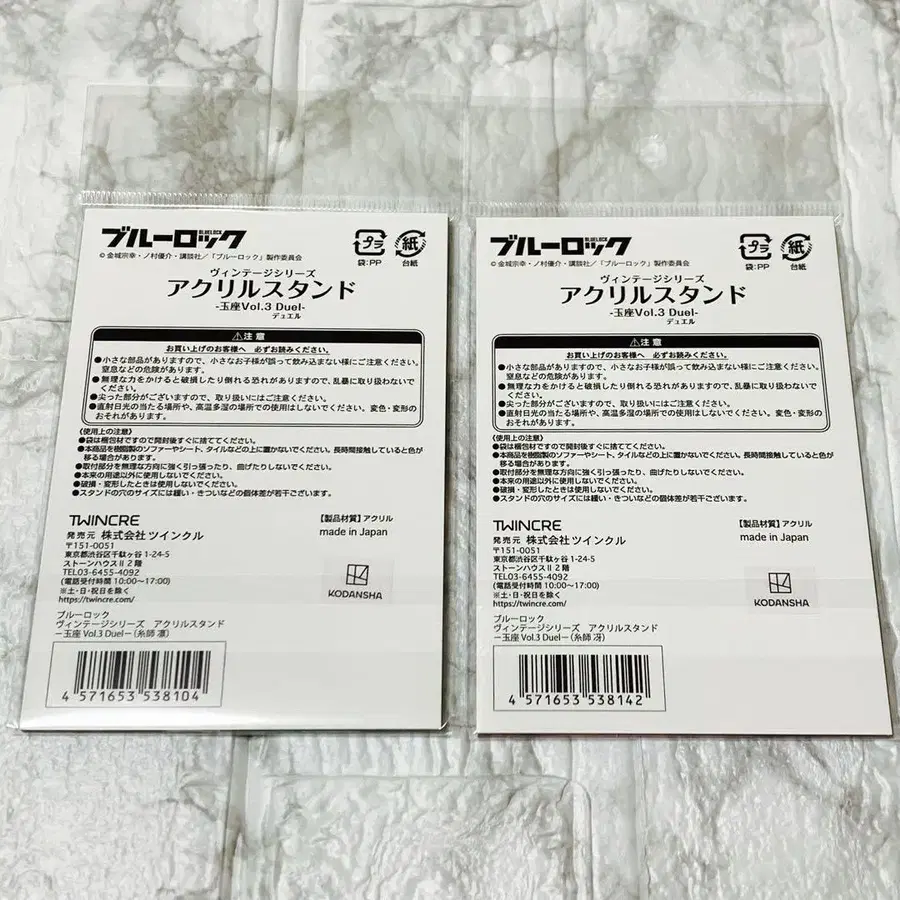 ブルーロック
BLUELOCK
© 金城宗幸・ノ村優介・講談社/「ブルーロック」製作委員会
プラ
袋:PP
紙
台紙
ヴィンテージシリーズ
アクリルスタンド
-玉座Vol.3 Duel-
デュエル
⚠注意
お買い上げのお客様へ 必ずお読みください。
●小さな部品がありますので、小さなお子様が誤って飲み込まない様にご注意ください。
窒息などの危険があります。
●無理な力をかけると破損したり倒れる恐れがありますので、乱暴に取り扱わないで
ください。
●尖った部分がございますので、取り扱いにはご注意ください。
●直射日光の当たる場所や、高温多湿の場所での使用はしないでください。変色・変形の
おそれがあります。
〈使用上の注意〉
●袋は梱包材ですので開封後すぐに捨ててください。
●本商品を樹脂製のソファーやシート、タイルなどの上に置かないでください。長時間接触していると色が
移る場合があります。
●取付部分を無理な方向に強く引っ張ったり、曲げたりしないでください。
●本来の用途以外に使用しないでください。
●破損・変形したときは使用しないでください。
●スタンドの穴のサイズには緩い・きついなどの個体差が若干ございます。
TWINCRE
発売元 株式会社ツインクル
〒151-0051
東京都渋谷区千駄ヶ谷 1-24-5
ストーンハウスⅡ 2 階
TEL03-6455-4092
(電話受付時間 10:00～17:00)
※土・日・祝日を除く
https://twincre.com/
【製品材質】アクリル
made in Japan
KODANSHA
ブルーロック
ヴィンテージシリーズ アクリルスタンド
－玉座 Vol.3 Duel－(糸師 凛)
4 571653 538104
ブルーロック
BLUELOCK
© 金城宗幸・ノ村優介・講談社/「ブルーロック」製作委員会
プラ
袋:PP
紙
台紙
ヴィンテージシリーズ
アクリルスタンド
-玉座Vol.3 Duel-
デュエル
⚠注意
お買い上げのお客様へ 必ずお読みください。
●小さな部品がありますので、小さなお子様が誤って飲み込まない様にご注意ください。
窒息などの危険があります。
●無理な力をかけると破損したり倒れる恐れがありますので、乱暴に取り扱わないで
ください。
●尖った部分がございますので、取り扱いにはご注意ください。
●直射日光の当たる場所や、高温多湿の場所での使用はしないでください。変色・変形の
おそれがあります。
〈使用上の注意〉
●袋は梱包材ですので開封後すぐに捨ててください。
●本商品を樹脂製のソファーやシート、タイルなどの上に置かないでください。長時間接触していると色が
移る場合があります。
●取付部分を無理な方向に強く引っ張ったり、曲げたりしないでください。
●本来の用途以外に使用しないでください。
●破損・変形したときは使用しないでください。
●スタンドの穴のサイズには緩い・きついなどの個体差が若干ございます。
TWINCRE
発売元 株式会社ツインクル
〒151-0051
東京都渋谷区千駄ヶ谷 1-24-5
ストーンハウスⅡ 2 階
TEL03-6455-4092
(電話受付時間 10:00～17:00)
※土・日・祝日を除く
https://twincre.com/
【製品材質】アクリル
made in Japan
KODANSHA
ブルーロック
ヴィンテージシリーズ アクリルスタンド
－玉座 Vol.3 Duel－(糸師 冴)
4 571653 538142